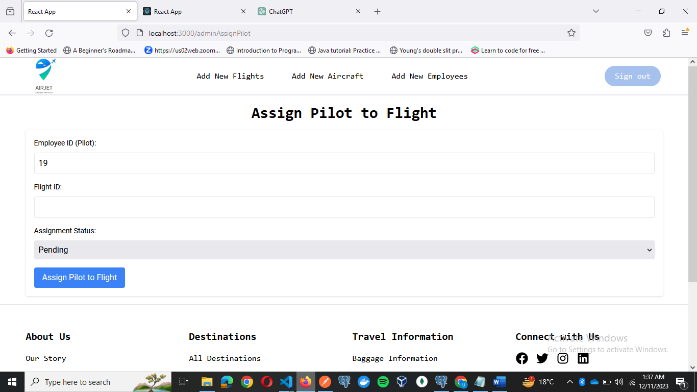 React App
React App
ChatGPT
localhost:3000/adminAssignPilot
Getting Started
A Beginner's Roadma...
https://us02web.zoom...
Introduction to Progra...
Java tutorial: Practice ...
Young's double slit pr...
Learn to code for free ...
AIRJET
Add New Flights
Add New Aircraft
Add New Employees
Sign out
Assign Pilot to Flight
Employee ID (Pilot):
19
Flight ID:
Assignment Status:
Pending
Assign Pilot to Flight
About Us
Destinations
Travel Information
Connect with Us
Our Story
All Destinations
Baggage Information
Windows
Go to Settings to activate Windows.
Type here to search
18°C
1:37 AM
12/11/2023